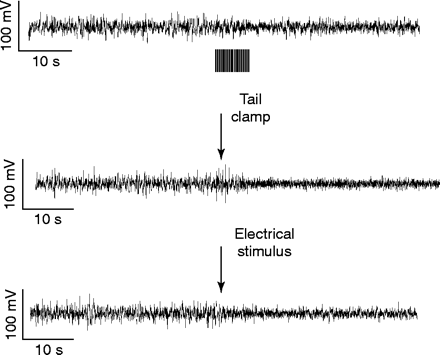 100 mV
10 s
Tail
clamp
100 mV
10 s
Electrical
stimulus
100 mV
10 s